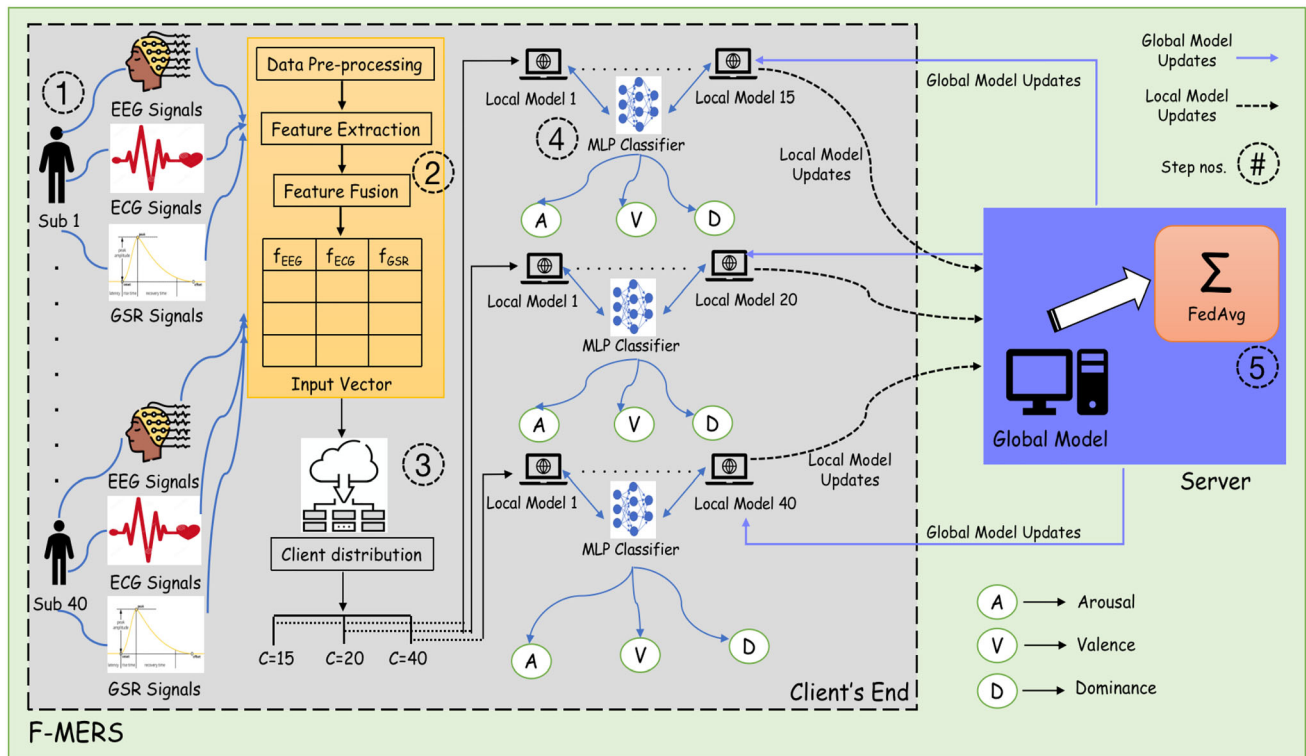 1
EEG Signals
ECG Signals
Sub 1
GSR Signals
EEG Signals
ECG Signals
Sub 40
GSR Signals
Data Pre-processing
Feature Extraction
2
Feature Fusion
fEEG fECG fGSR
Input Vector
3
Client distribution
C=15 C=20 C=40
Local Model 1
Local Model 15
4
MLP Classifier
A V D
Local Model 1
Local Model 20
MLP Classifier
A V D
Local Model 1
Local Model 40
MLP Classifier
A V D
Client's End
F-MERS
Global Model Updates
Local Model
Updates
Local Model
Updates
Global Model Updates
Global Model
Updates
Local Model
Updates
Step nos. #
Σ
FedAvg
5
Global Model
Server
A Arousal
V Valence
D Dominance